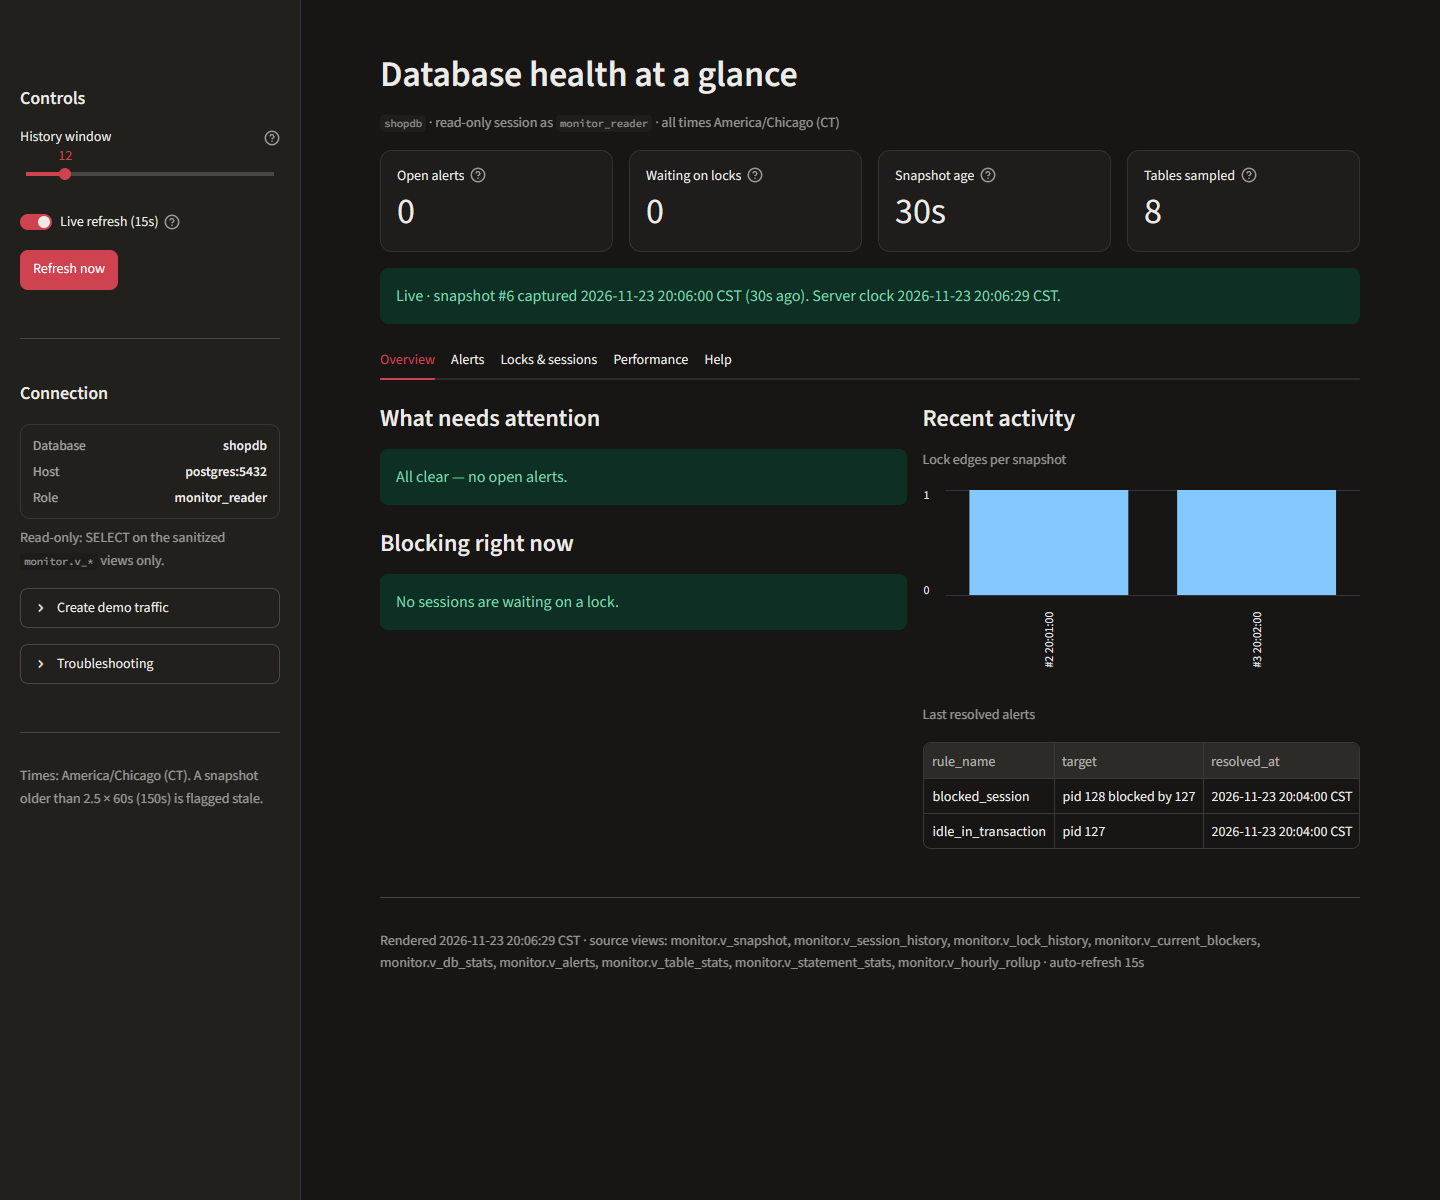 Controls
History window
12
Live refresh (15s)
Refresh now
Connection
Database shopdb
Host postgres:5432
Role monitor_reader
Read-only: SELECT on the sanitized
monitor.v_* views only.
Create demo traffic
Troubleshooting
Times: America/Chicago (CT). A snapshot
older than 2.5 × 60s (150s) is flagged stale.
Database health at a glance
shopdb · read-only session as monitor_reader · all times America/Chicago (CT)
Open alerts
0
Waiting on locks
0
Snapshot age
30s
Tables sampled
8
Live · snapshot #6 captured 2026-11-23 20:06:00 CST (30s ago). Server clock 2026-11-23 20:06:29 CST.
Overview Alerts Locks & sessions Performance Help
What needs attention
All clear — no open alerts.
Blocking right now
No sessions are waiting on a lock.
Recent activity
Lock edges per snapshot
1
0
#2 20:01:00
#3 20:02:00
Last resolved alerts
rule_name target resolved_at
blocked_session pid 128 blocked by 127 2026-11-23 20:04:00 CST
idle_in_transaction pid 127 2026-11-23 20:04:00 CST
Rendered 2026-11-23 20:06:29 CST · source views: monitor.v_snapshot, monitor.v_session_history, monitor.v_lock_history, monitor.v_current_blockers,
monitor.v_db_stats, monitor.v_alerts, monitor.v_table_stats, monitor.v_statement_stats, monitor.v_hourly_rollup · auto-refresh 15s